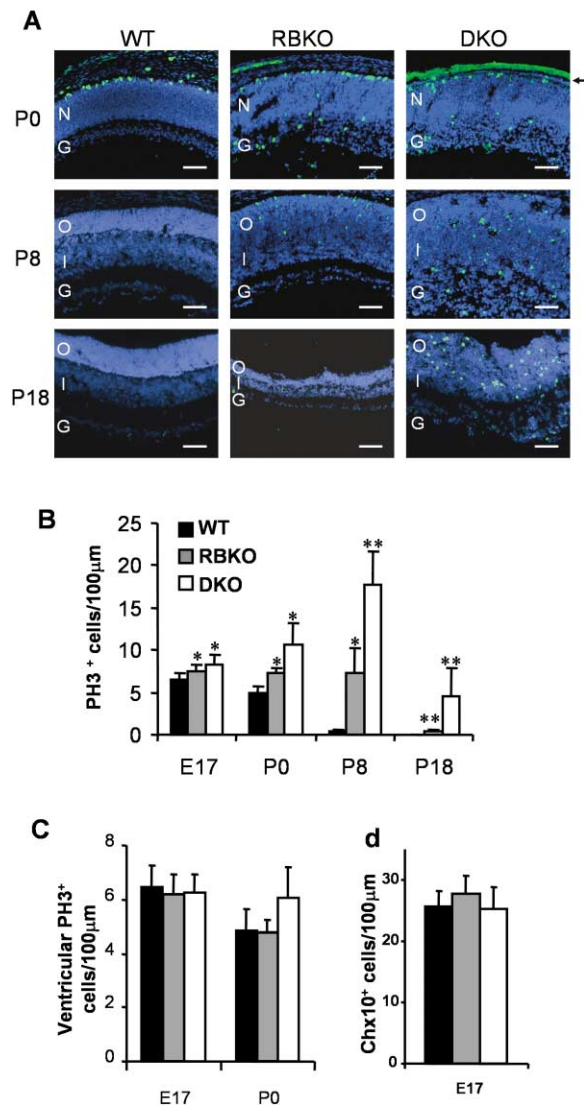 A
WT RBKO DKO
P0
N
G
N
G
N
G
P8
O
I
G
O
I
G
O
I
G
P18
O
I
G
O
I
G
O
I
G
B
25
20
15
10
5
0
PH3+ cells/100μm
WT
RBKO
DKO
* *
* *
* **
** **
E17 P0 P8 P18
C
8
6
4
2
0
Ventricular PH3+
cells/100μm
E17 P0
d
30
20
10
0
Chx10+ cells/100μm
E17